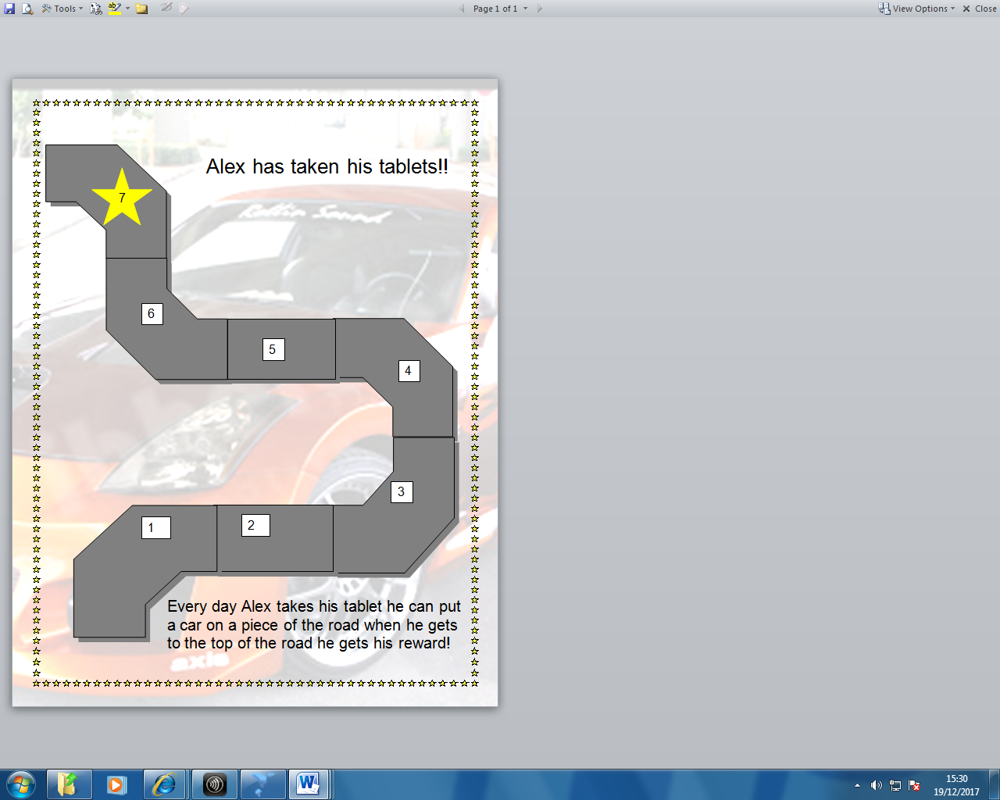 Tools
Page 1 of 1
View Options
Close
Alex has taken his tablets!!
7
6
5
4
3
1
2
Every day Alex takes his tablet he can put
a car on a piece of the road when he gets
to the top of the road he gets his reward!
axis
15:30
19/12/2017